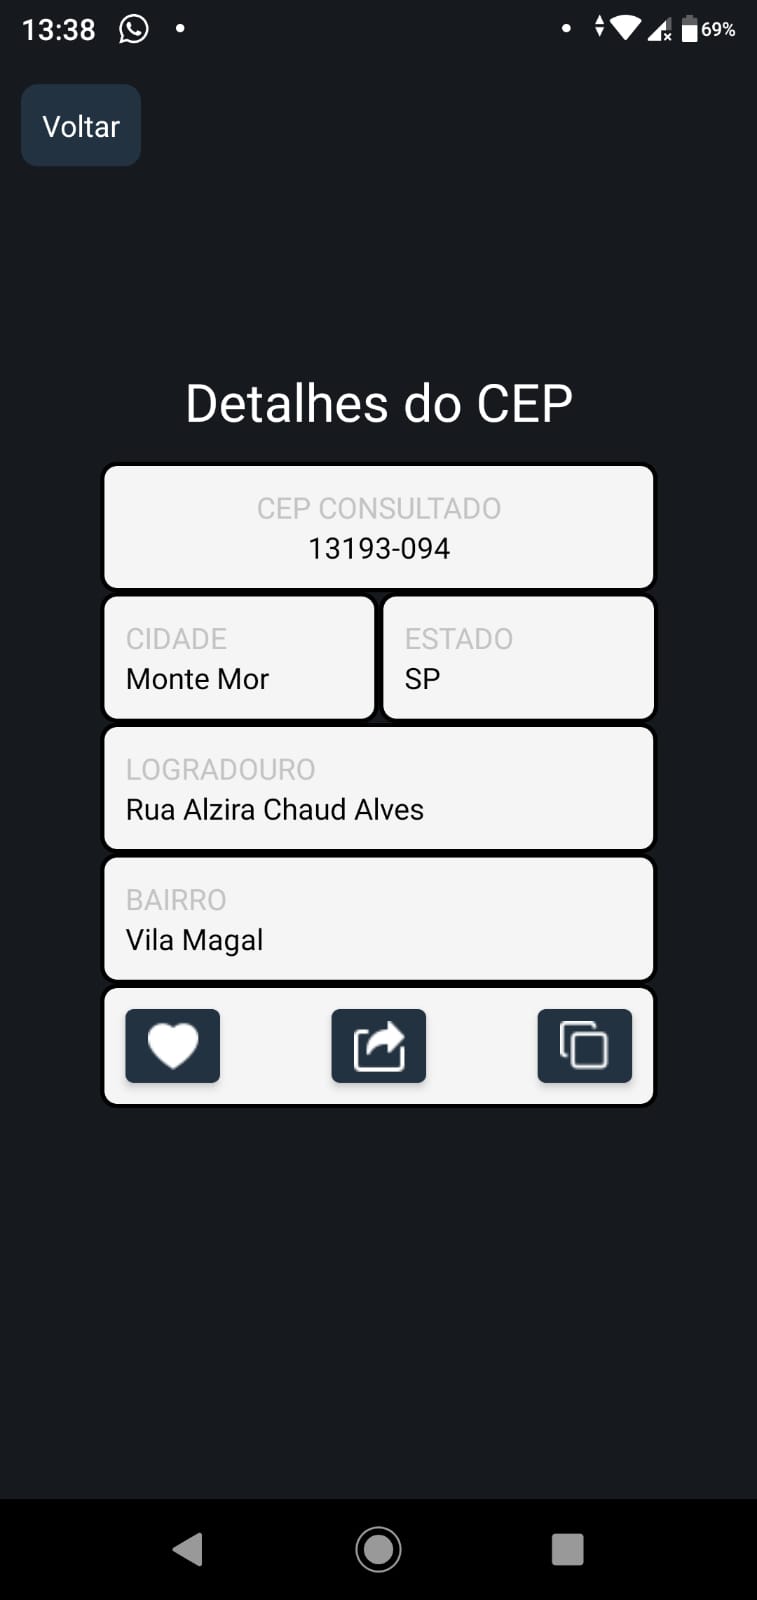 13:38
69%
Voltar
Detalhes do CEP
CEP CONSULTADO
13193-094
CIDADE
Monte Mor
ESTADO
SP
LOGRADOURO
Rua Alzira Chaud Alves
BAIRRO
Vila Magal